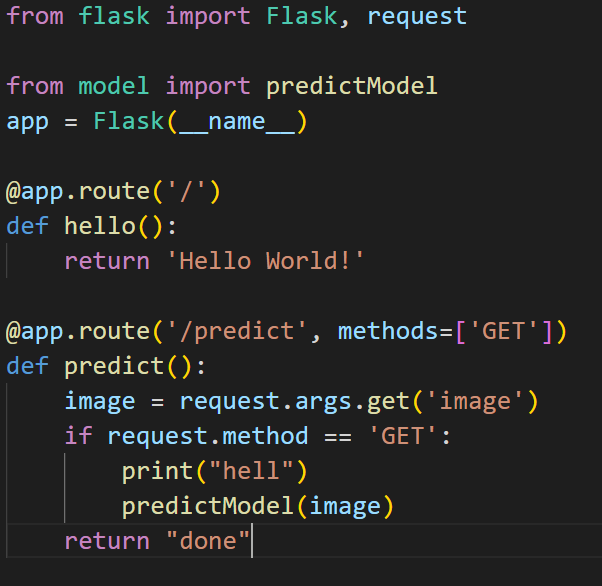 from flask import Flask, request
from model import predictModel
app = Flask(__name__)
@app.route('/')
def hello():
    return 'Hello World!'
@app.route('/predict', methods=['GET'])
def predict():
    image = request.args.get('image')
    if request.method == 'GET':
        print("hell")
        predictModel(image)
    return "done"